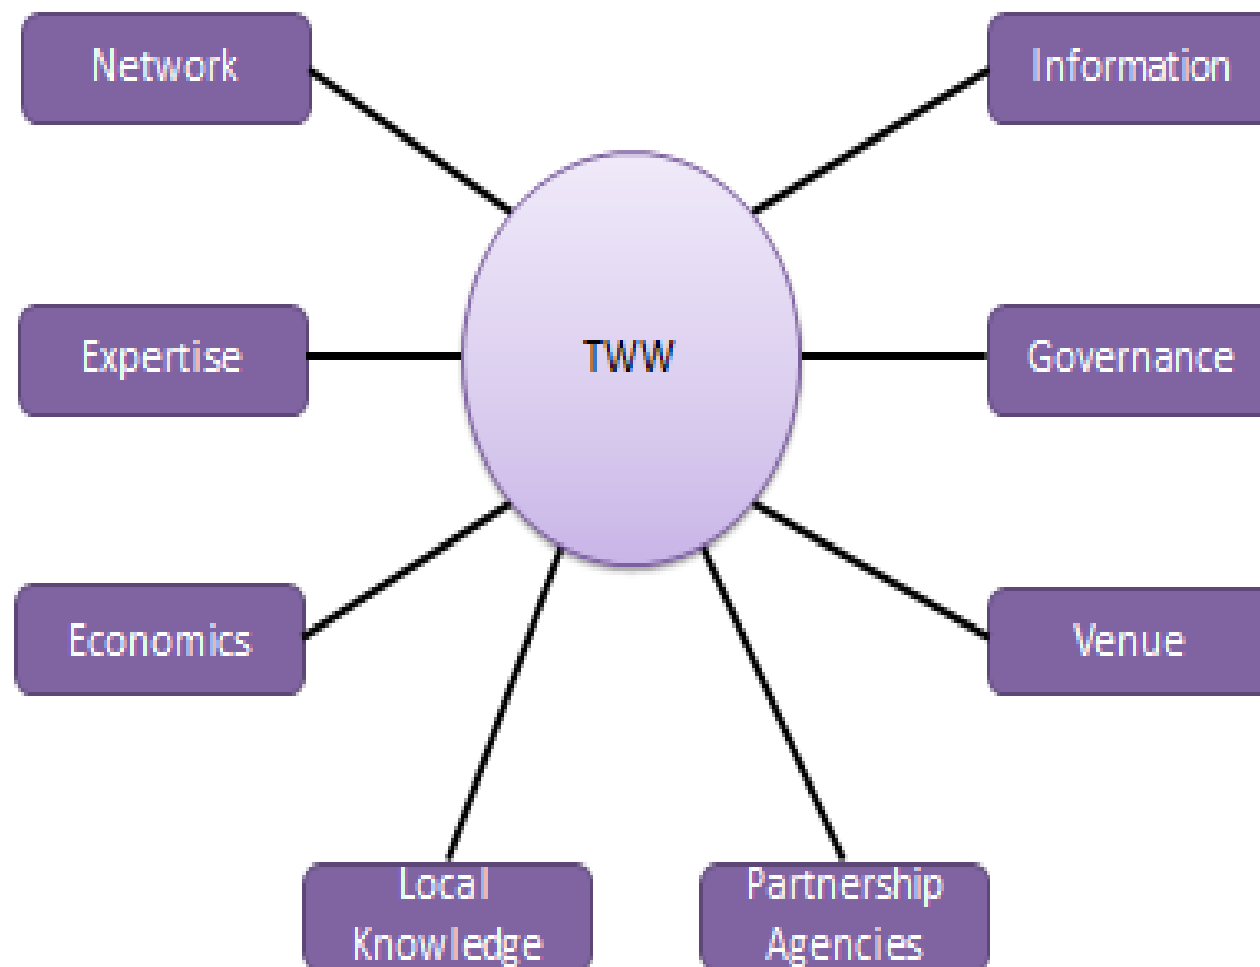 Network
Information
Expertise
TWW
Governance
Economics
Venue
Local
Knowledge
Partnership
Agencies